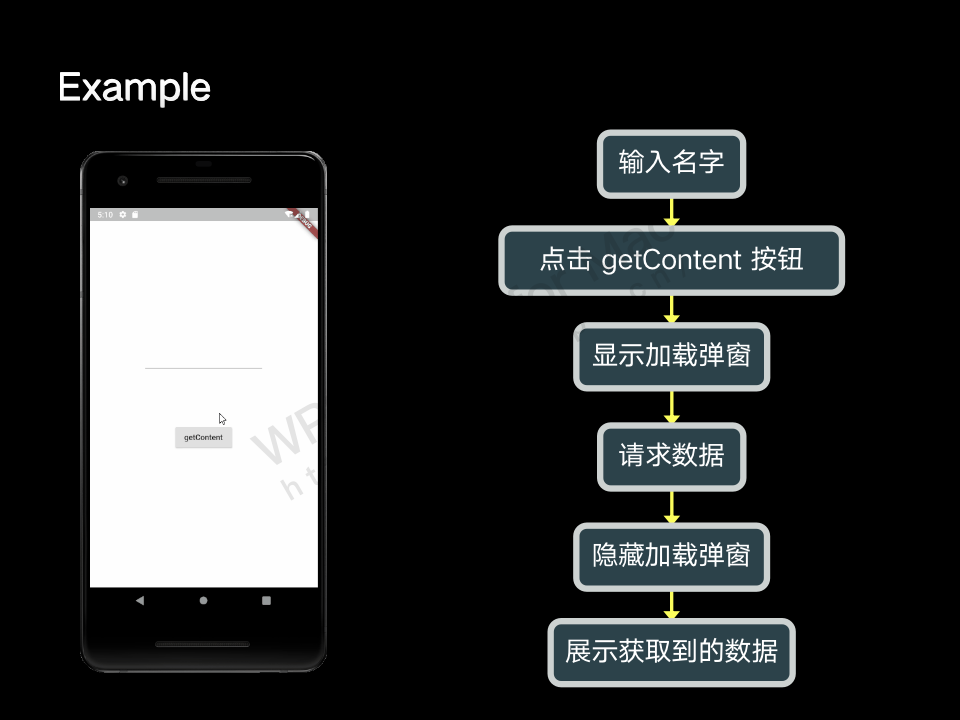 Example
5:10
getContent
输入名字
点击 getContent 按钮
显示加载弹窗
请求数据
隐藏加载弹窗
展示获取到的数据